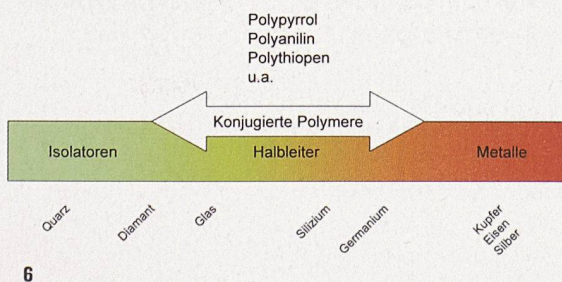 Polypyrrol
Polyanilin
Polythiopen
u.a.
Konjugierte Polymere
Isolatoren
Halbleiter
Metalle
Quarz
Diamant
Glas
Silizium
Germanium
Kupfer
Eisen
Silber
6